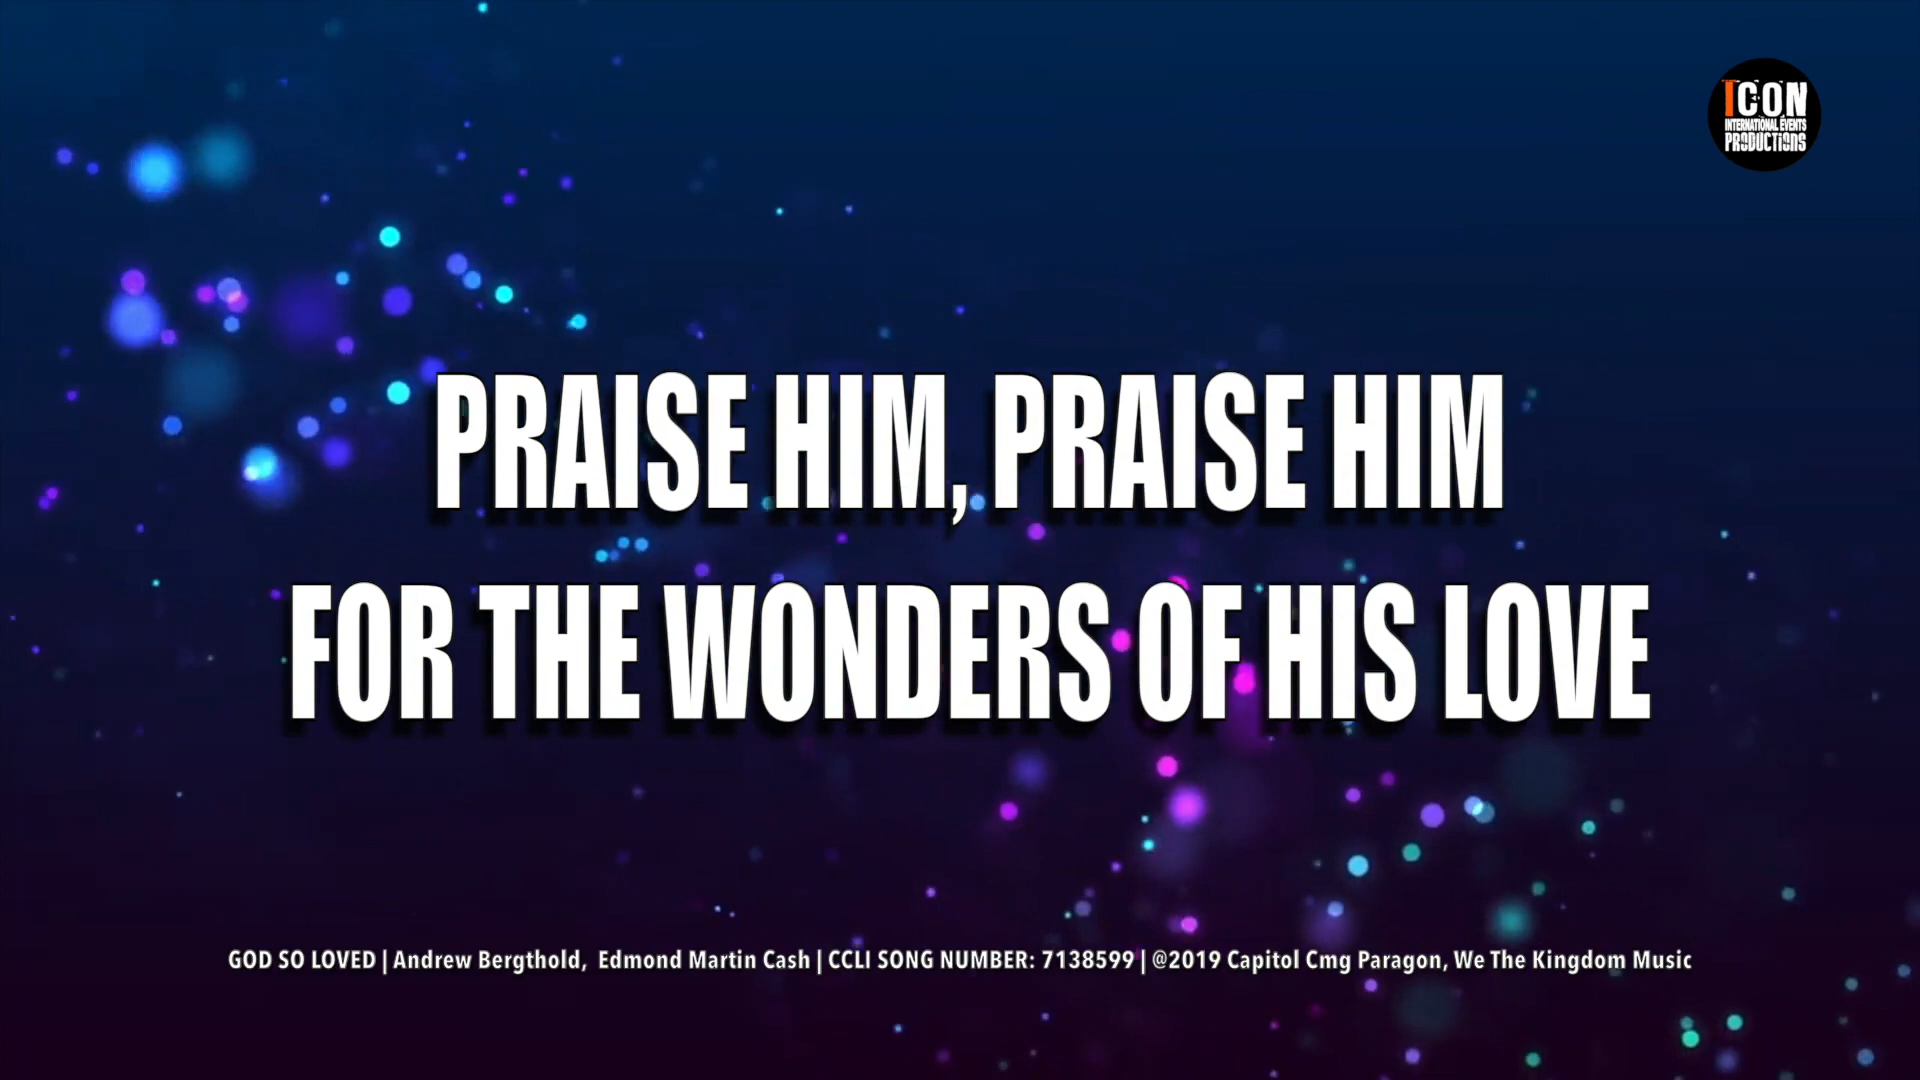 ICON
INTERNATIONAL EVENTS
PRODUCTIONS
PRAISE HIM, PRAISE HIM
FOR THE WONDERS OF HIS LOVE
GOD SO LOVED | Andrew Bergthold, Edmond Martin Cash | CCLI SONG NUMBER: 7138599 | @2019 Capitol Cmg Paragon, We The Kingdom Music